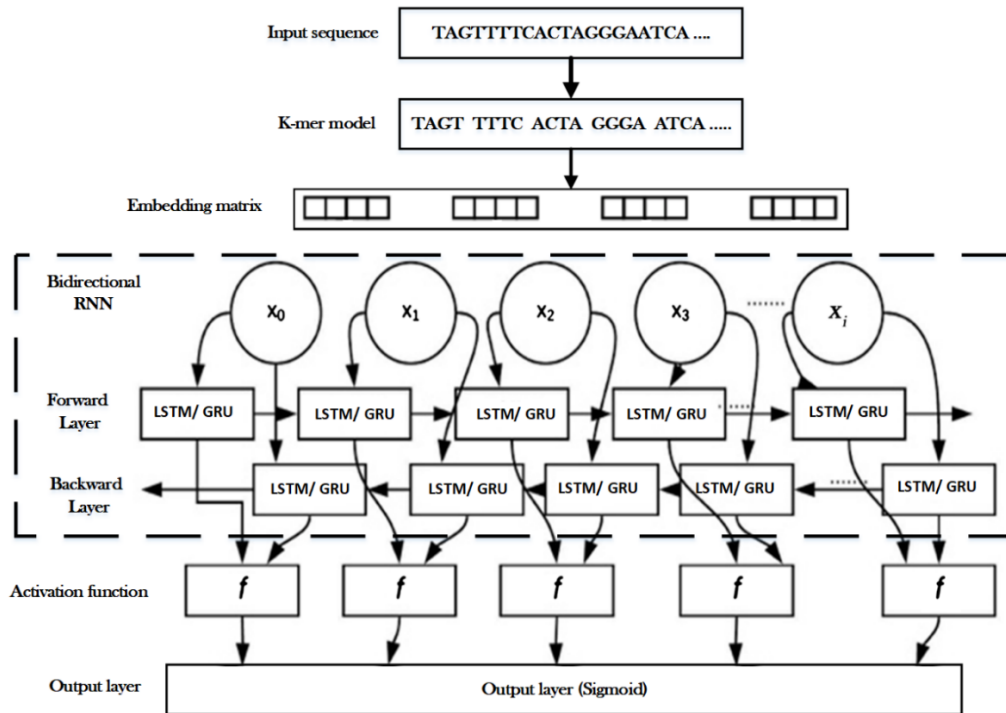 Input sequence
TAGTTTTCACTAGGGAATCA ....
K-mer model
TAGT TTTC ACTA GGGA ATCA .....
Embedding matrix
Bidirectional
RNN
X0
X1
X2
X3
........
Xi
Forward
Layer
LSTM/ GRU
LSTM/ GRU
LSTM/ GRU
LSTM/ GRU
........
LSTM/ GRU
Backward
Layer
LSTM/ GRU
LSTM/ GRU
LSTM/ GRU
LSTM/ GRU
........
LSTM/ GRU
Activation function
f
f
f
f
f
Output layer
Output layer (Sigmoid)